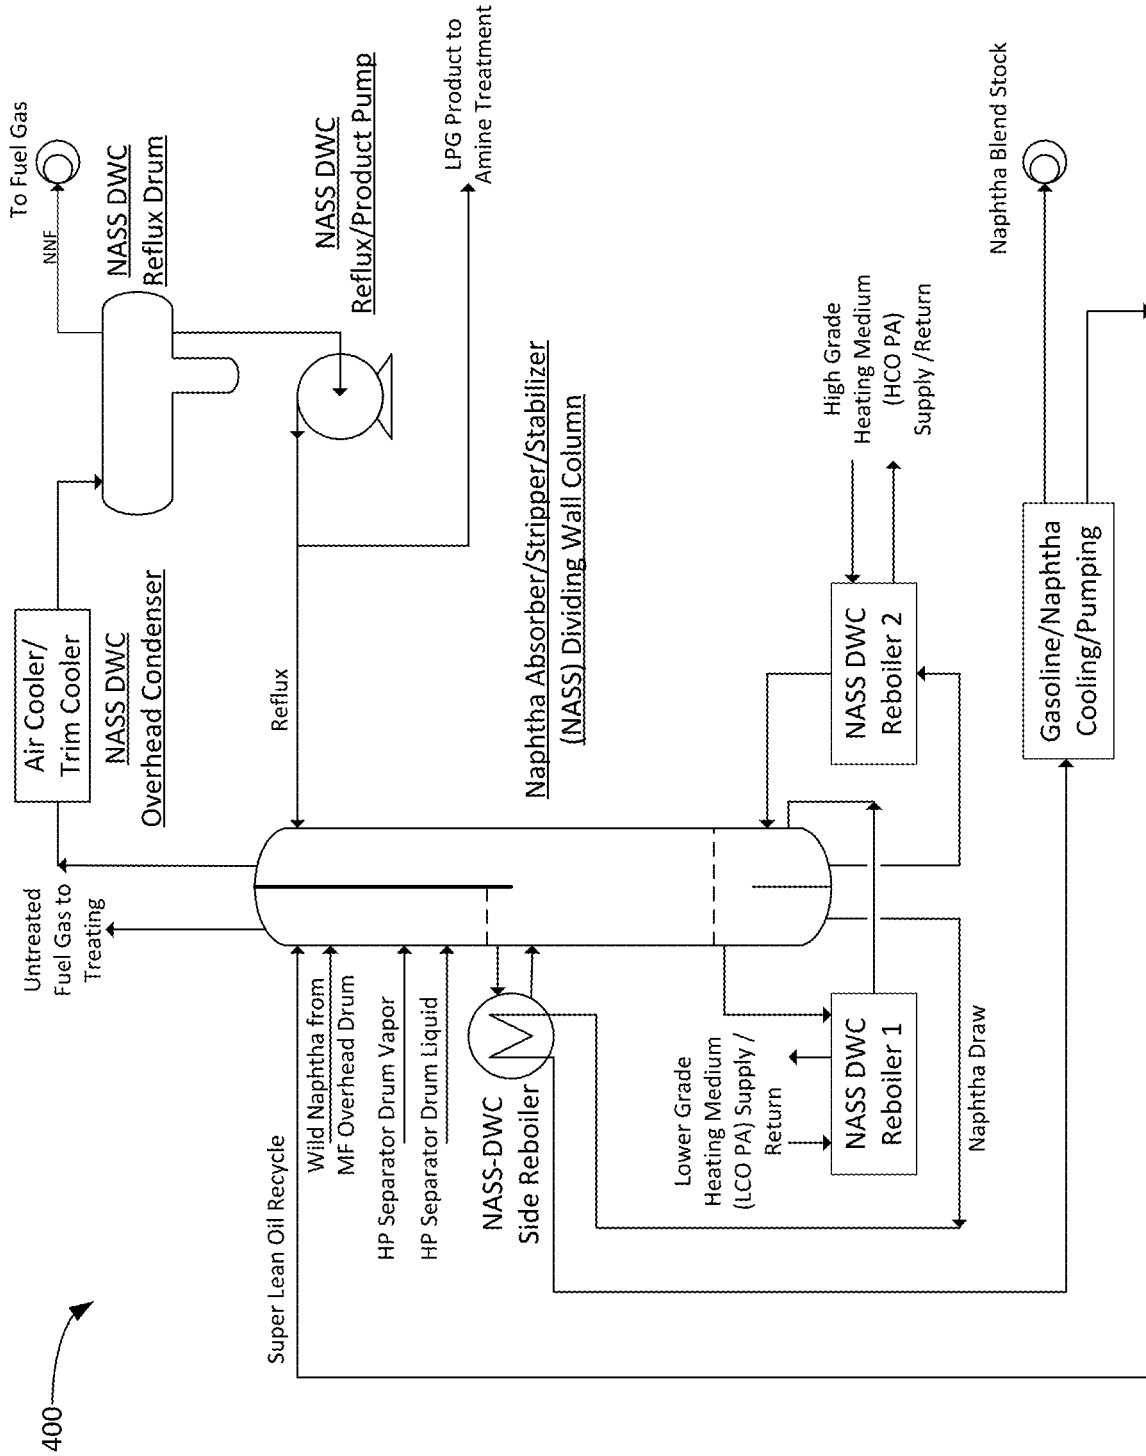 400
Untreated
Fuel Gas to
Treating
Air Cooler/
Trim Cooler
NASS DWC
Overhead Condenser
To Fuel Gas
NNF
NASS DWC
Reflux Drum
NASS DWC
Reflux/Product Pump
LPG Product to
Amine Treatment
Reflux
Super Lean Oil Recycle
Wild Naphtha from
MF Overhead Drum
HP Separator Drum Vapor
HP Separator Drum Liquid
NASS-DWC
Side Reboiler
Naphtha Absorber/Stripper/Stabilizer
(NASS) Dividing Wall Column
Lower Grade
Heating Medium
(LCO PA) Supply /
Return
NASS DWC
Reboiler 1
Naphtha Draw
NASS DWC
Reboiler 2
High Grade
Heating Medium
(HCO PA)
Supply /Return
Gasoline/Naphtha
Cooling/Pumping
Naphtha Blend Stock